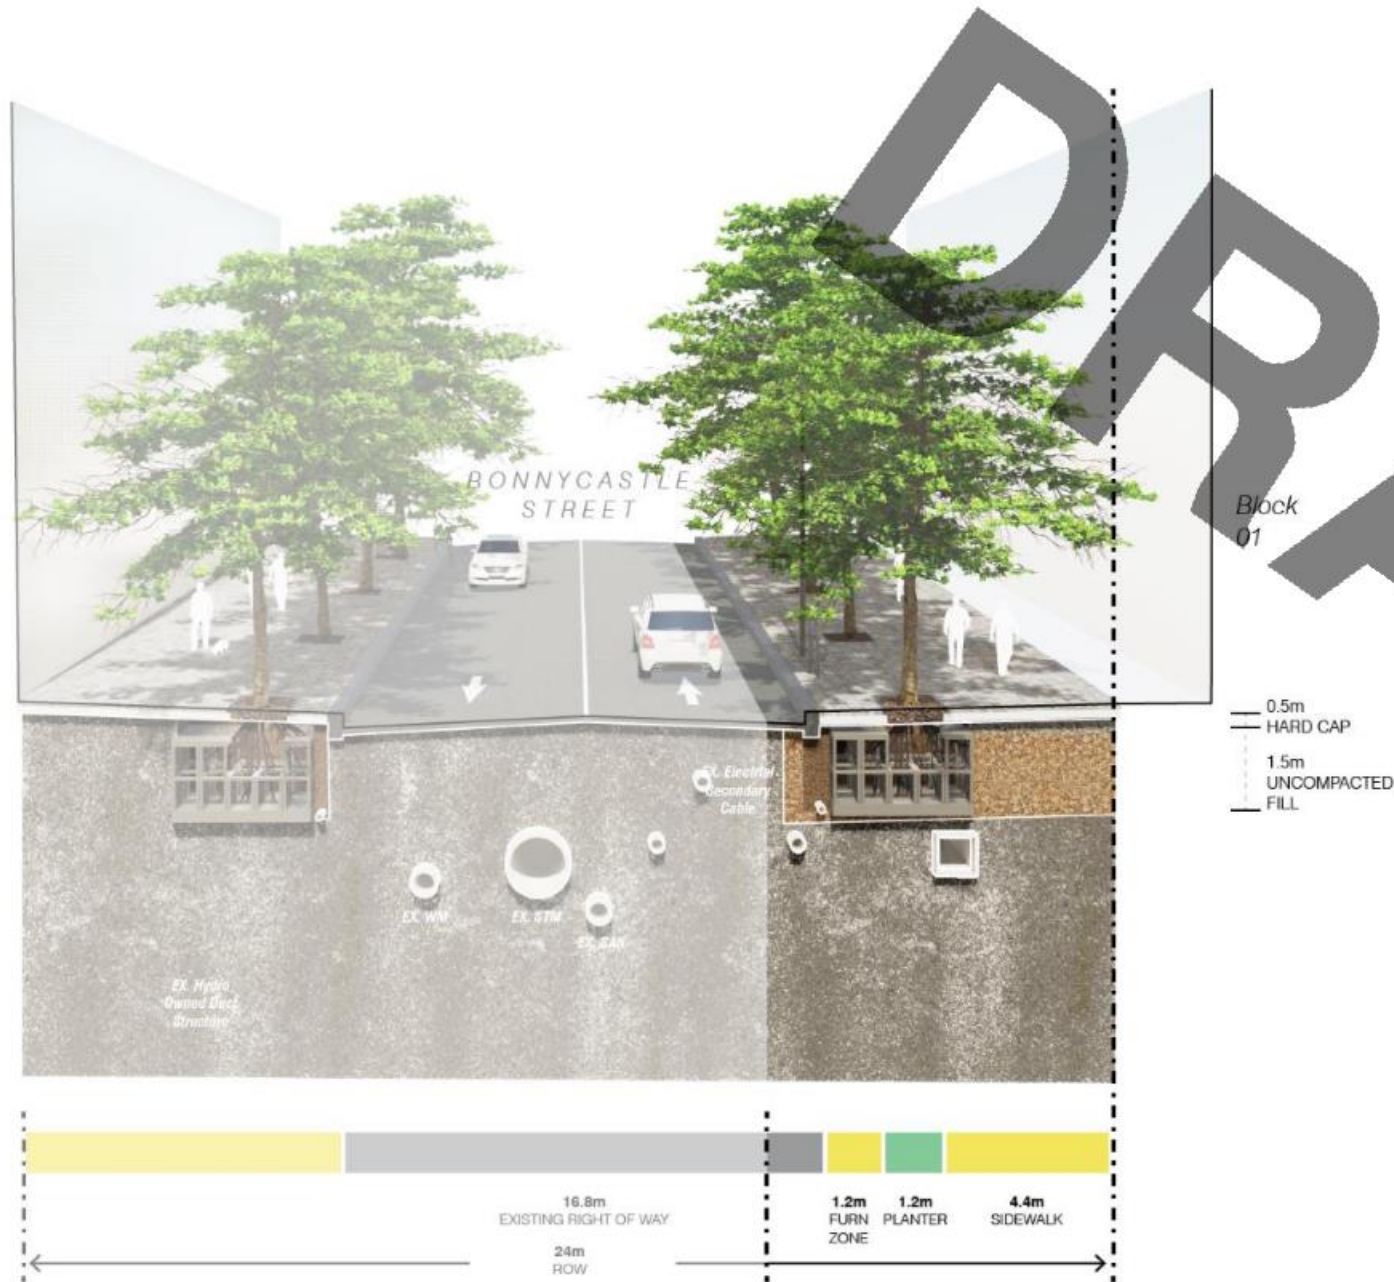 BONNYCASTLE
STREET
Block
01
0.5m
HARD CAP
1.5m
UNCOMPACTED
FILL
EX. Electrial
Secondary
Cable
EX. WM
EX. STM
EX. SAN
EX. Hydro
Owned Duct
Structure
16.8m
EXISTING RIGHT OF WAY
1.2m
FURN
ZONE
1.2m
PLANTER
4.4m
SIDEWALK
24m
ROW